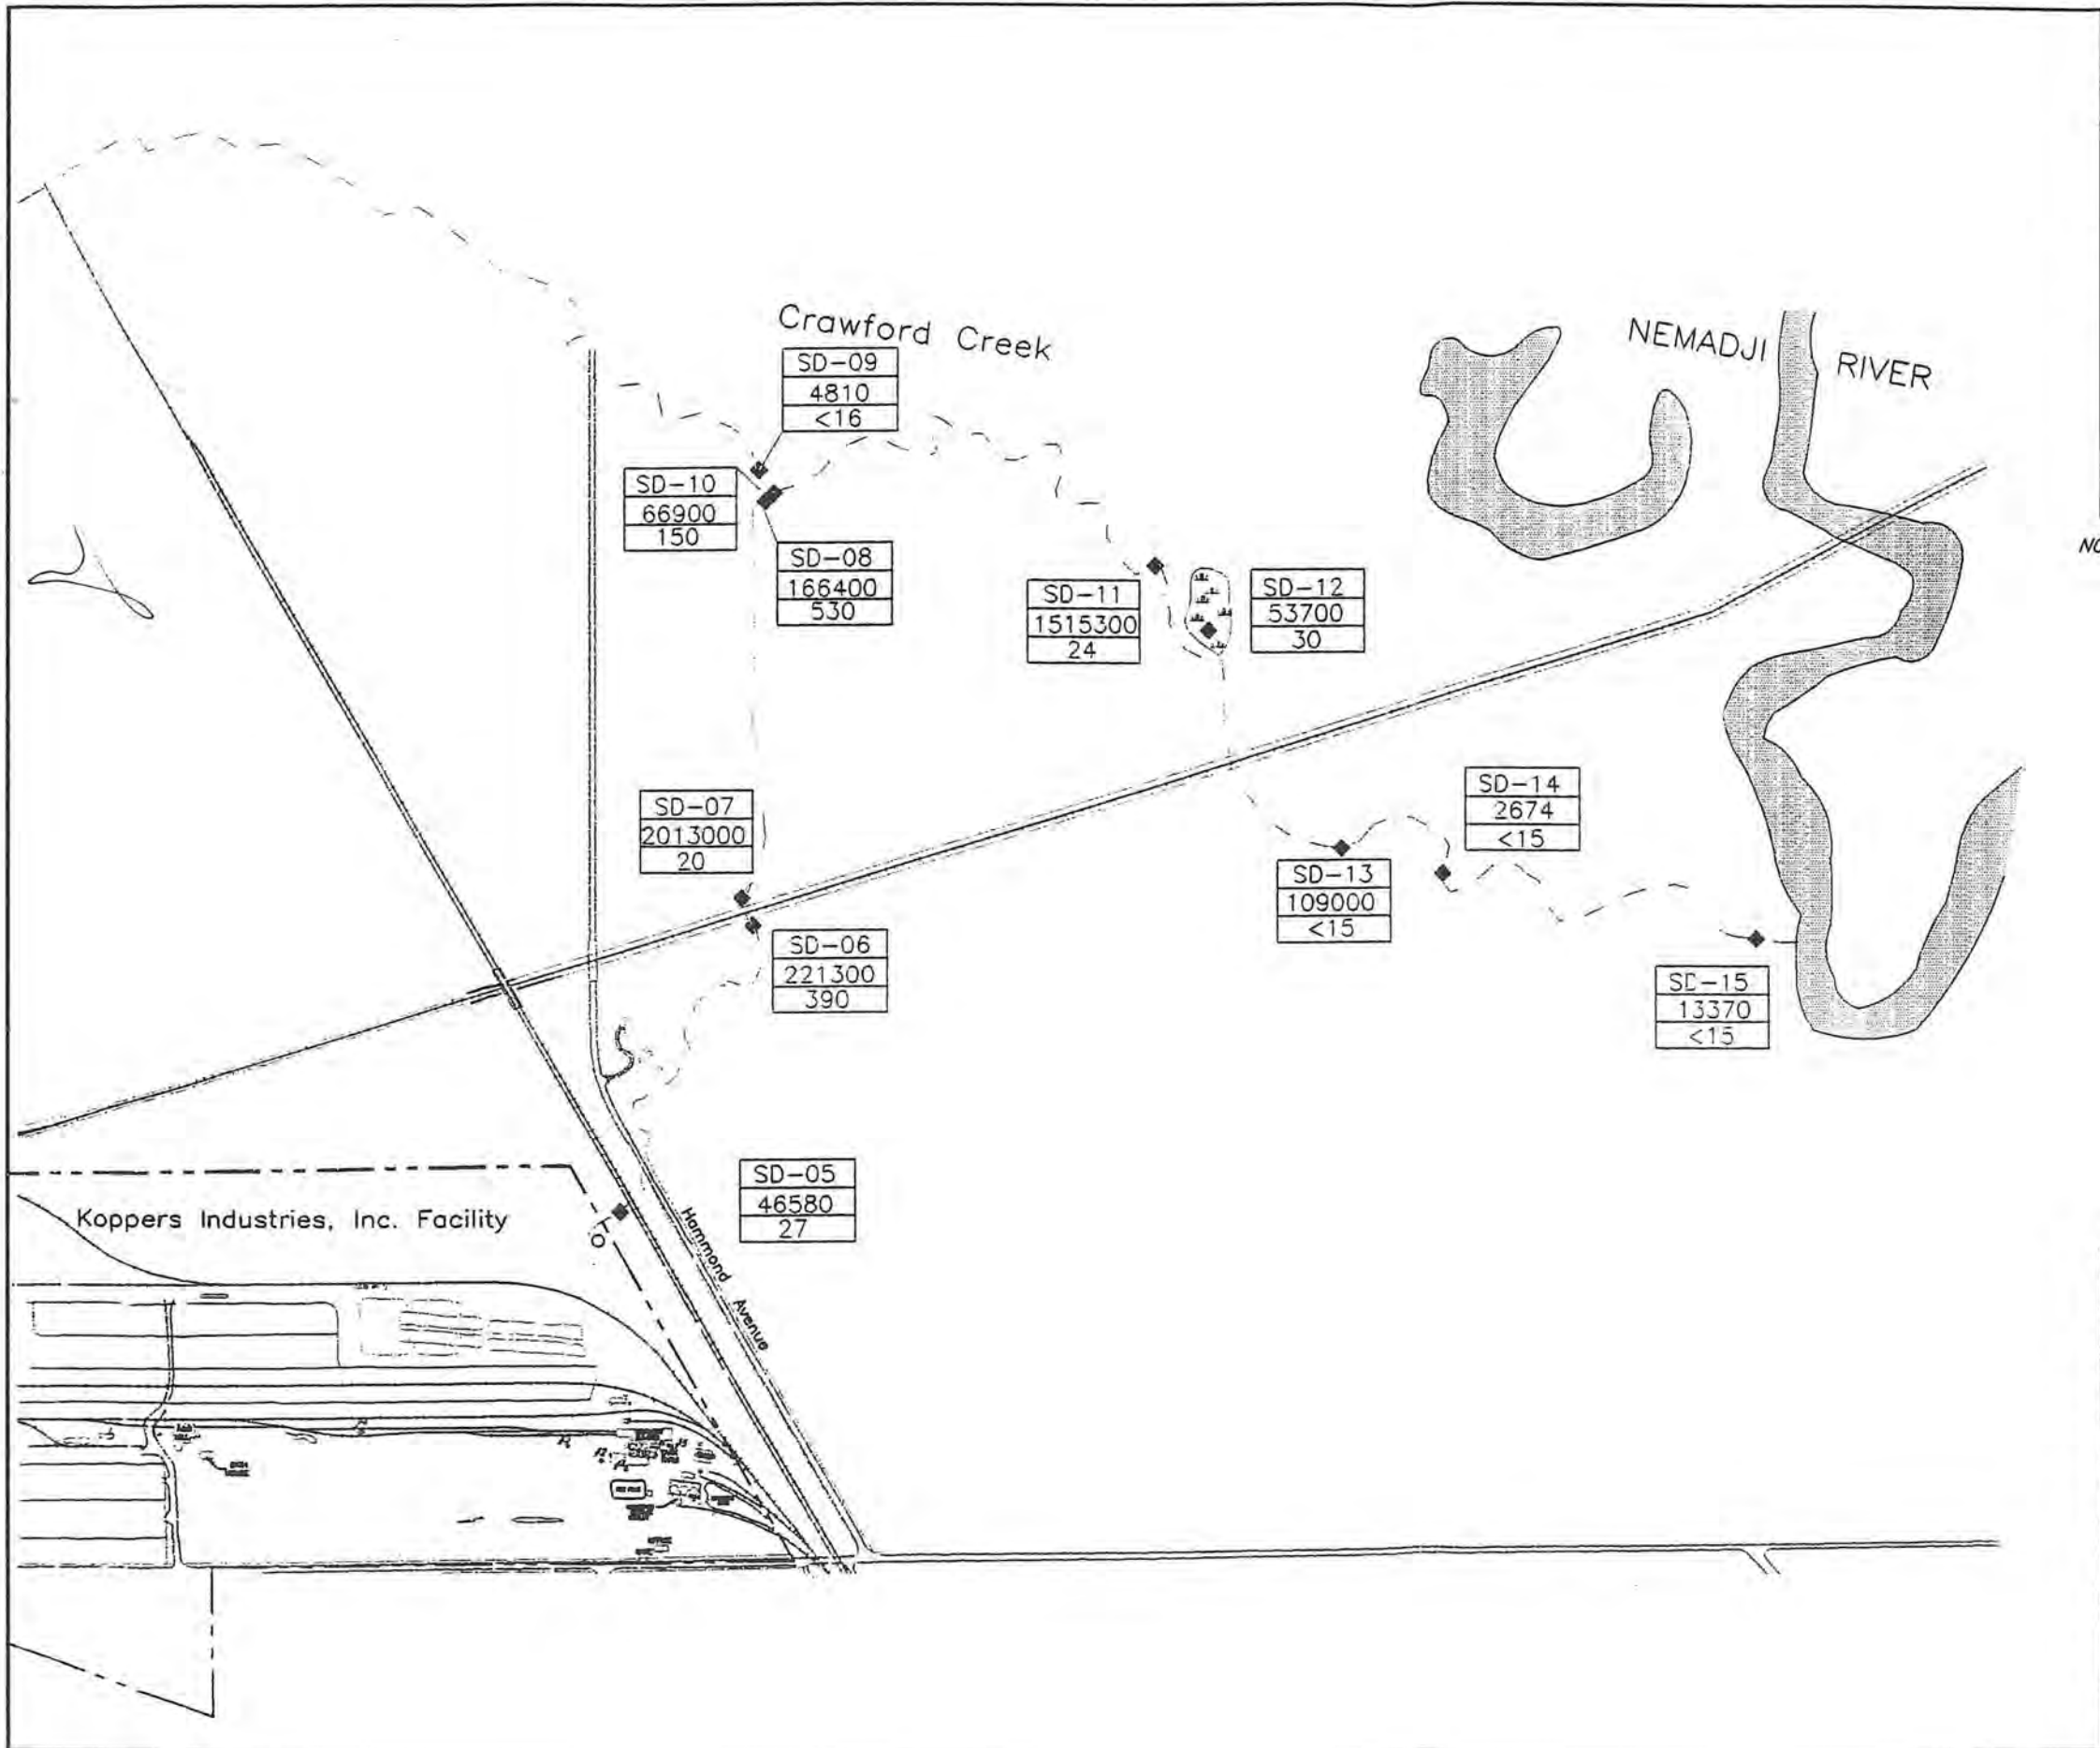 Crawford Creek
SD-09
4810
<16
NEMADJI
RIVER
SD-10
66900
150
SD-08
166400
530
SD-11
1515300
24
SD-12
53700
30
SD-07
2013000
20
SD-14
2674
<15
SD-13
109000
<15
SD-06
221300
390
SD-15
13370
<15
SD-05
46580
27
Koppers Industries, Inc. Facility
Hammond
Avenue